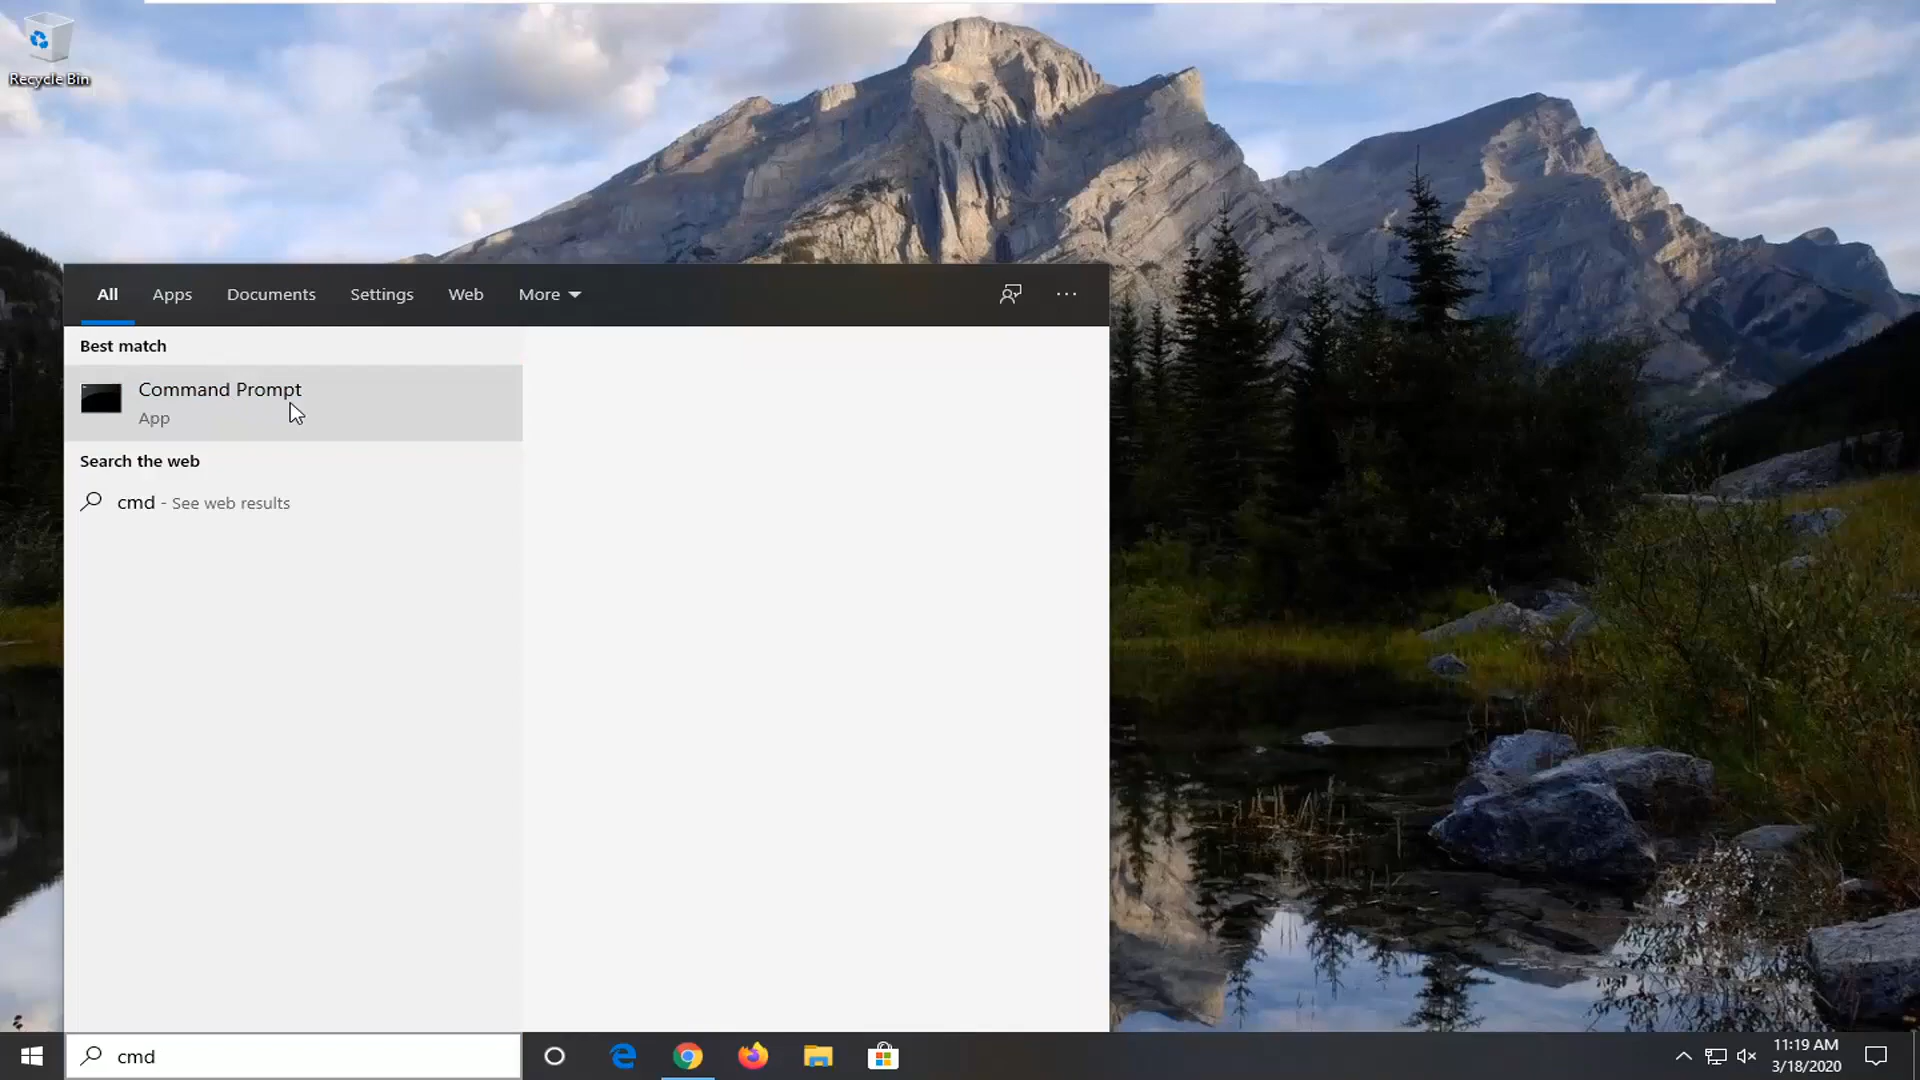 Recycle Bin
All Apps Documents Settings Web More
Best match
Command Prompt
App
Search the web
cmd - See web results
cmd
11:19 AM
3/18/2020